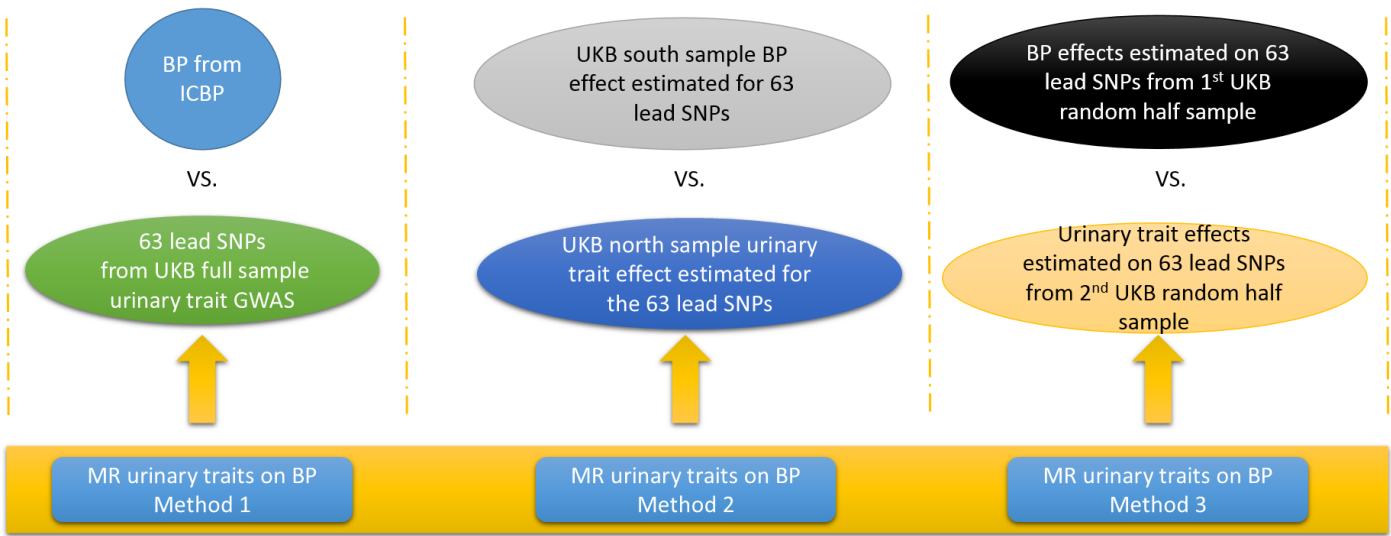 BP from
ICBP
VS.
63 lead SNPs
from UKB full sample
urinary trait GWAS
MR urinary traits on BP
Method 1
UKB south sample BP
effect estimated for 63
lead SNPs
VS.
UKB north sample urinary
trait effect estimated for
the 63 lead SNPs
MR urinary traits on BP
Method 2
BP effects estimated on 63
lead SNPs from 1st UKB
random half sample
VS.
Urinary trait effects
estimated on 63 lead SNPs
from 2nd UKB random half
sample
MR urinary traits on BP
Method 3